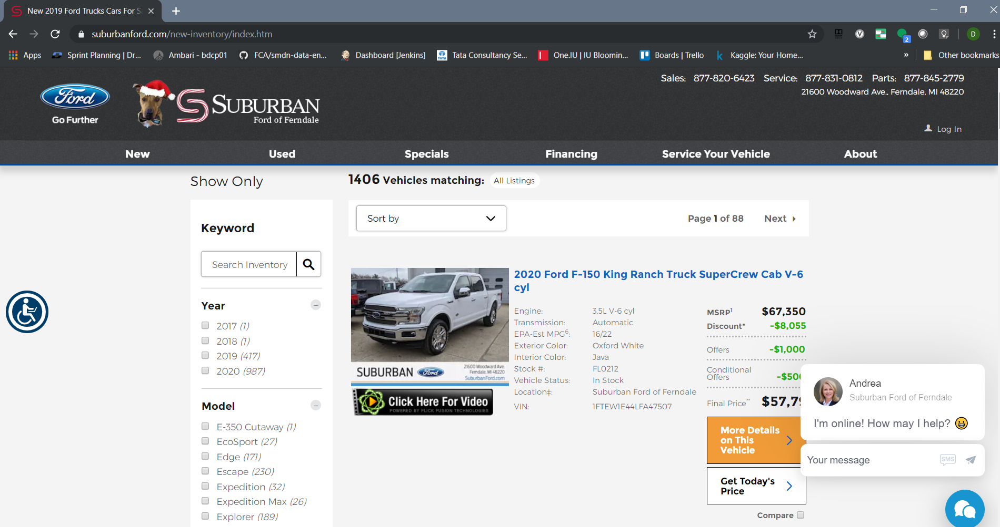 New 2019 Ford Trucks Cars For S
suburbanford.com/new-inventory/index.htm
2
D
Apps
Sprint Planning | Dr...
Ambari - bdcp01
FCA/smdn-data-en...
Dashboard [Jenkins]
TATA
Tata Consultancy Se...
One.IU | IU Bloomin...
Boards | Trello
Kaggle: Your Home...
»
Other bookmarks
Ford
Go Further
SUBURBAN
Ford of Ferndale
Sales: 877-820-6423 Service: 877-831-0812 Parts: 877-845-2779
21600 Woodward Ave., Ferndale, MI 48220
Log In
New Used Specials Financing Service Your Vehicle About
Show Only
Keyword
Search Inventory
Year
2017 (1)
2018 (1)
2019 (417)
2020 (987)
Model
E-350 Cutaway (1)
EcoSport (27)
Edge (171)
Escape (230)
Expedition (32)
Expedition Max (26)
Explorer (189)
1406 Vehicles matching: All Listings
Sort by
Page 1 of 88 Next
SUBURBAN Ford
21600 Woodward Ave.
Ferndale, MI 48220
SuburbanFord.com
Click Here For Video
POWERED BY FLICK FUSION TECHNOLOGIES
2020 Ford F-150 King Ranch Truck SuperCrew Cab V-6
cyl
Engine: 3.5L V-6 cyl
Transmission: Automatic
EPA-Est MPG6: 16/22
Exterior Color: Oxford White
Interior Color: Java
Stock #: FL0212
Vehicle Status: In Stock
Location‡: Suburban Ford of Ferndale
VIN: 1FTEW1E44LFA47507
MSRP1 $67,350
Discount* -$8,055
Offers -$1,000
Conditional
Offers -$50
Final Price** $57,7
More Details
on This
Vehicle
Get Today's
Price
Compare
Andrea
Suburban Ford of Ferndale
I'm online! How may I help? 😀
Your message
SMS